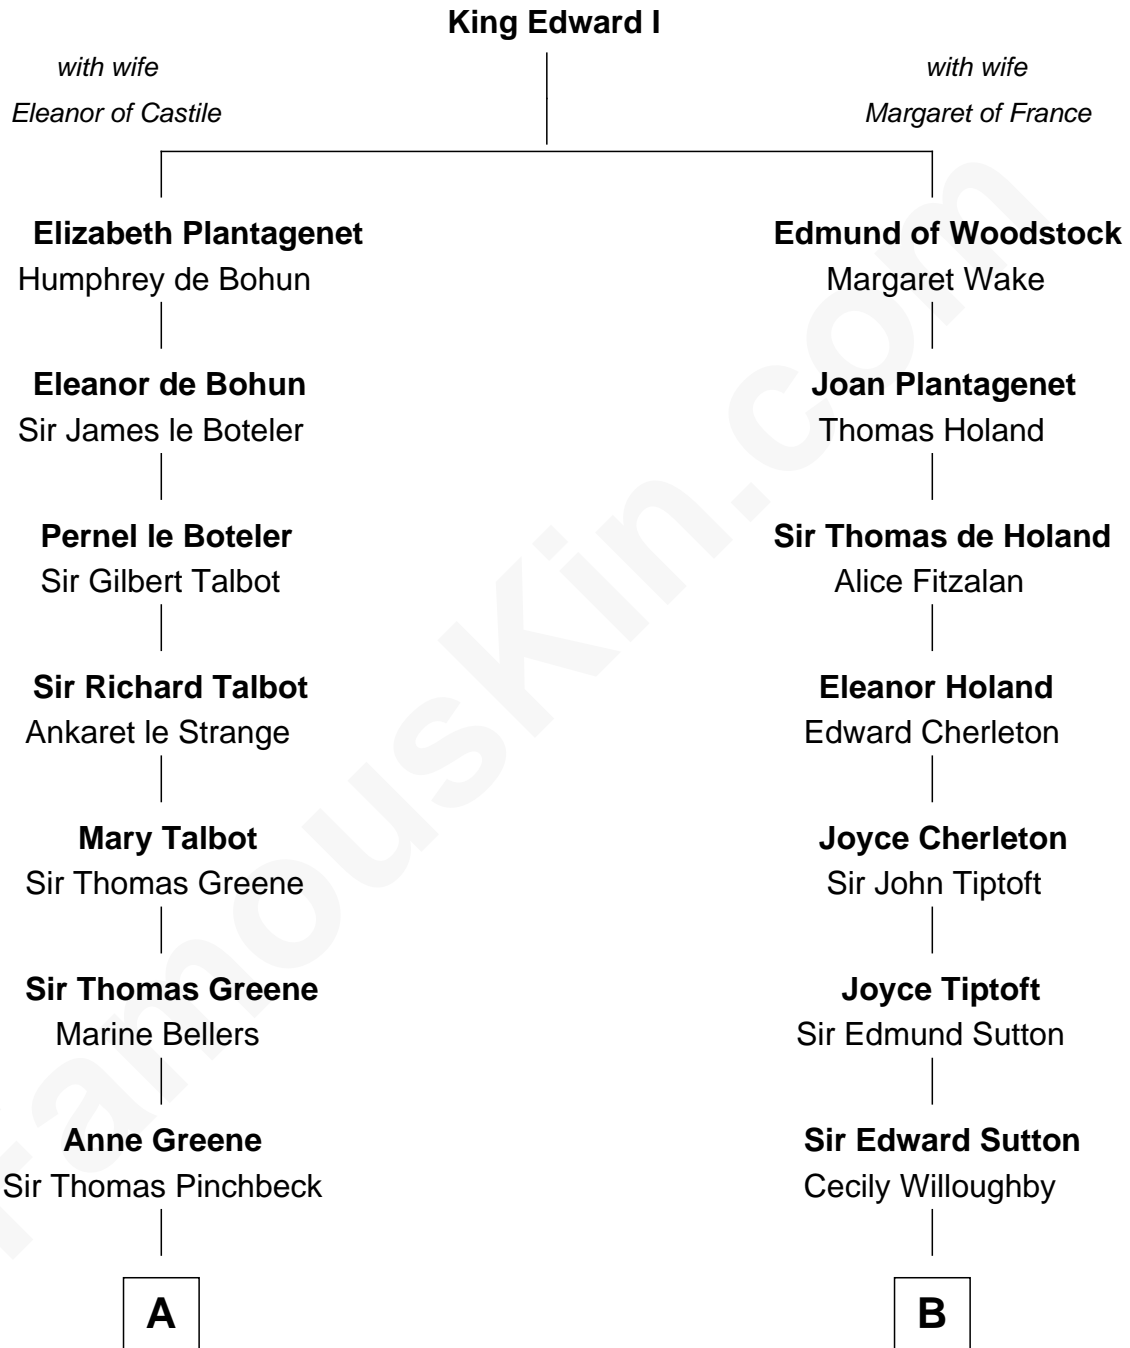 King Edward I
with wife
Eleanor of Castile
with wife
Margaret of France
Elizabeth Plantagenet
Humphrey de Bohun
Edmund of Woodstock
Margaret Wake
Eleanor de Bohun
Sir James le Boteler
Joan Plantagenet
Thomas Holand
Pernel le Boteler
Sir Gilbert Talbot
Sir Thomas de Holand
Alice Fitzalan
Sir Richard Talbot
Ankaret le Strange
Eleanor Holand
Edward Cherleton
Mary Talbot
Sir Thomas Greene
Joyce Cherleton
Sir John Tiptoft
Sir Thomas Greene
Marine Bellers
Joyce Tiptoft
Sir Edmund Sutton
Anne Greene
Sir Thomas Pinchbeck
Sir Edward Sutton
Cecily Willoughby
A
B
FamousKin.com